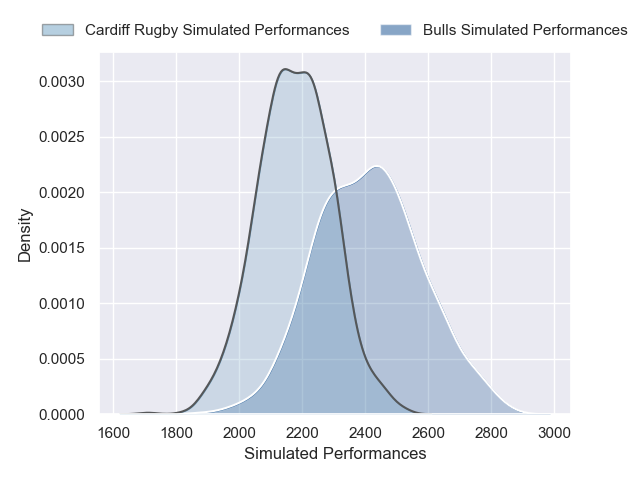 Cardiff Rugby Simulated Performances Bulls Simulated Performances
0.0030
0.0025
0.0020
0.0015
0.0010
0.0005
0.0000
Density
1600 1800 2000 2200 2400 2600 2800 3000
Simulated Performances